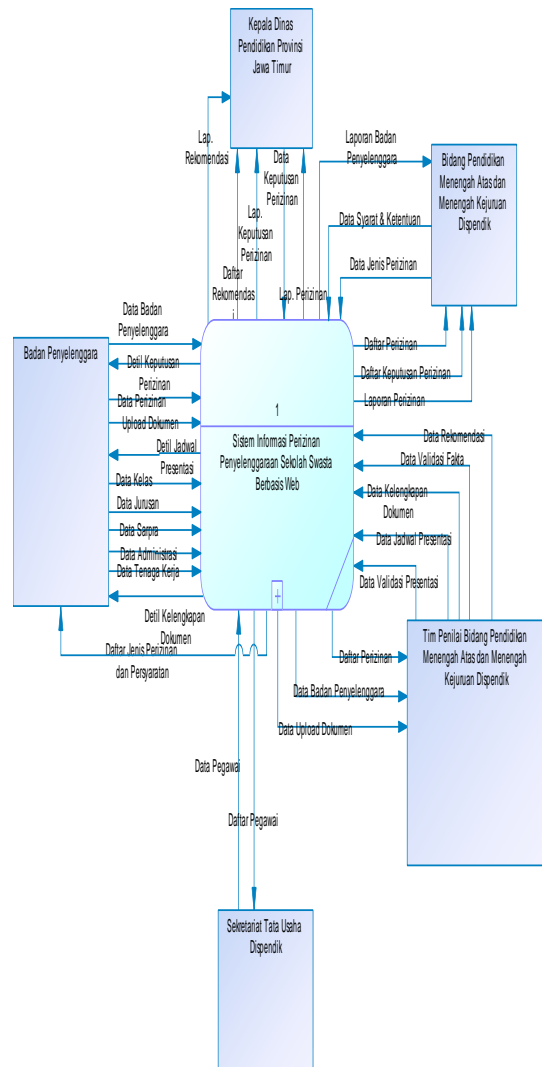 Kepala Dinas
Pendidikan Provinsi
Jawa Timur
Lap.
Rekomendasi
Data
Keputusan
Perizinan
Lap.
Keputusan
Perizinan
Daftar
Rekomendas
i
Lap. Perizinan
Laporan Badan
Penyelenggara
Bidang Pendidikan
Menengah Atas dan
Menengah Kejuruan
Dispendik
Data Syarat & Ketentuan
Data Jenis Perizinan
Daftar Perizinan
Daftar Keputusan Perizinan
Laporan Perizinan
Badan Penyelenggara
Data Badan
Penyelenggara
Detil Keputusan
Perizinan
Data Perizinan
Upload Dokumen
Detil Jadwal
Presentasi
Data Kelas
Data Jurusan
Data Sarpra
Data Administrasi
Data Tenaga Kerja
Detil Kelengkapan
Dokumen
Daftar Jenis Perizinan
dan Persyaratan
1
Sistem Informasi Perizinan
Penyelenggaraan Sekolah Swasta
Berbasis Web
+
Data Rekomendasi
Data Validasi Fakta
Data Kelengkapan
Dokumen
Data Jadwal Presentasi
Data Validasi Presentasi
Tim Penilai Bidang Pendidikan
Menengah Atas dan Menengah
Kejuruan Dispendik
Daftar Perizinan
Data Badan Penyelenggara
Data Upload Dokumen
Data Pegawai
Daftar Pegawai
Sekretariat Tata Usaha
Dispendik